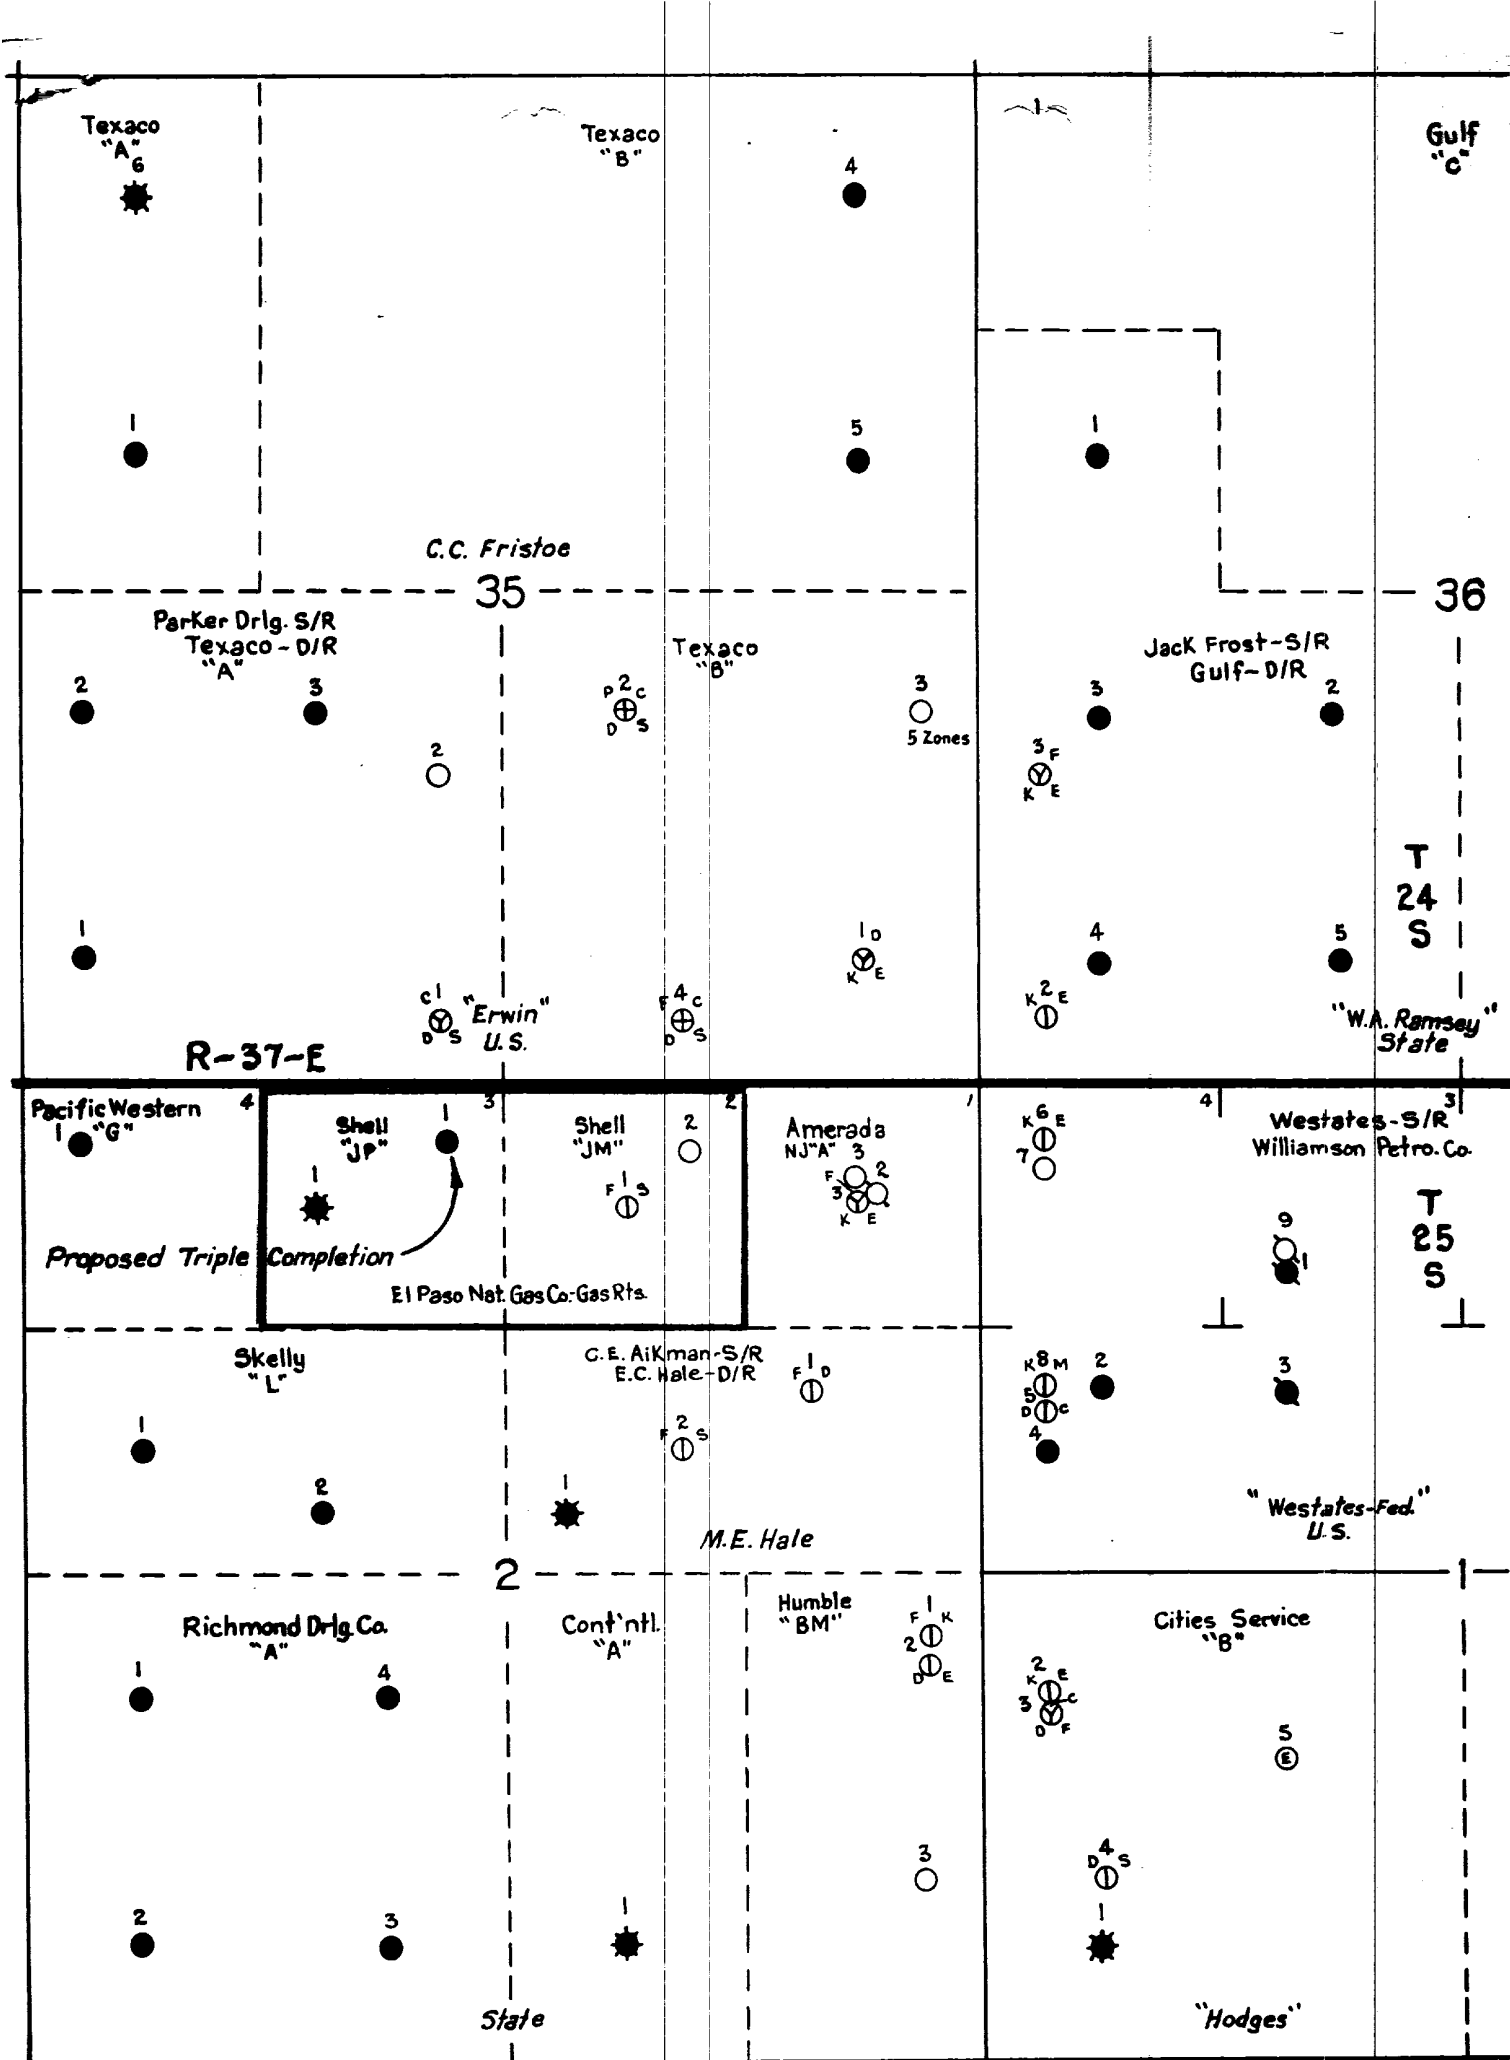 Texaco
"A"
6
Texaco
"B"
4
1
Gulf
"C"
1
5
1
C.C. Fristoe
35
36
Parker Drlg. S/R
Texaco - D/R
"A"
Texaco
"B"
Jack Frost - S/R
Gulf - D/R
2
3
2
P 2 C
D S
3
5 Zones
3
2
3 F
K E
T
24
S
1
C 1
D S
"Erwin"
U.S.
F 4 C
D S
1 D
K E
4
5
K 2 E
"W.A. Ramsey"
State
R-37-E
Pacific Western
"G"
1
4
Shell
"JP"
1
3
1
Shell
"JM"
2
2
F 1 S
Amerada
NJ "A"
3
2
F
3
K E
1
K 6 E
7
4
3
Westates - S/R
Williamson Petro. Co.
T
25
S
9
1
Proposed Triple Completion
El Paso Nat. Gas Co.-Gas Rts.
Skelly
"L"
C.E. Aikman - S/R
E.C. Hale - D/R
F 1 D
K 8 M
5
D C
4
2
3
1
2
F 2 S
1
M.E. Hale
"Westates-Fed."
U.S.
2
1
Richmond Drlg. Co.
"A"
Cont'ntl.
"A"
Humble
"BM"
1
F K
2
D E
Cities Service
"B"
1
4
2
K E
3 C
D F
5
E
3
4
D S
2
3
1
1
State
"Hodges"